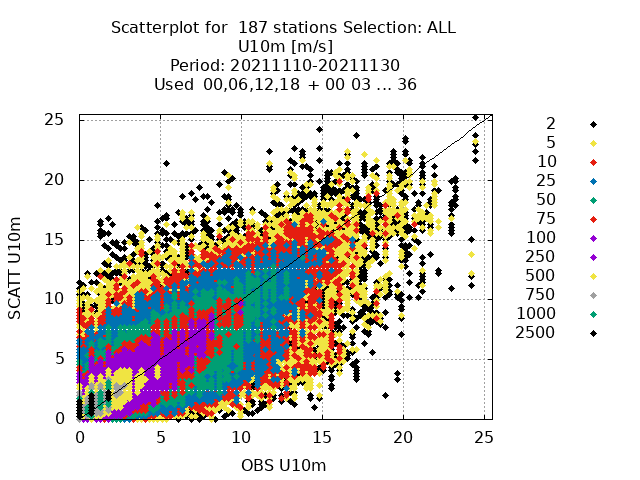 Scatterplot for 187 stations Selection: ALL
U10m [m/s]
Period: 20211110-20211130
Used 00,06,12,18 + 00 03 ... 36
25
20
15
10
5
0
SCATT U10m
0 5 10 15 20 25
OBS U10m
2
5
10
25
50
75
100
250
500
750
1000
2500